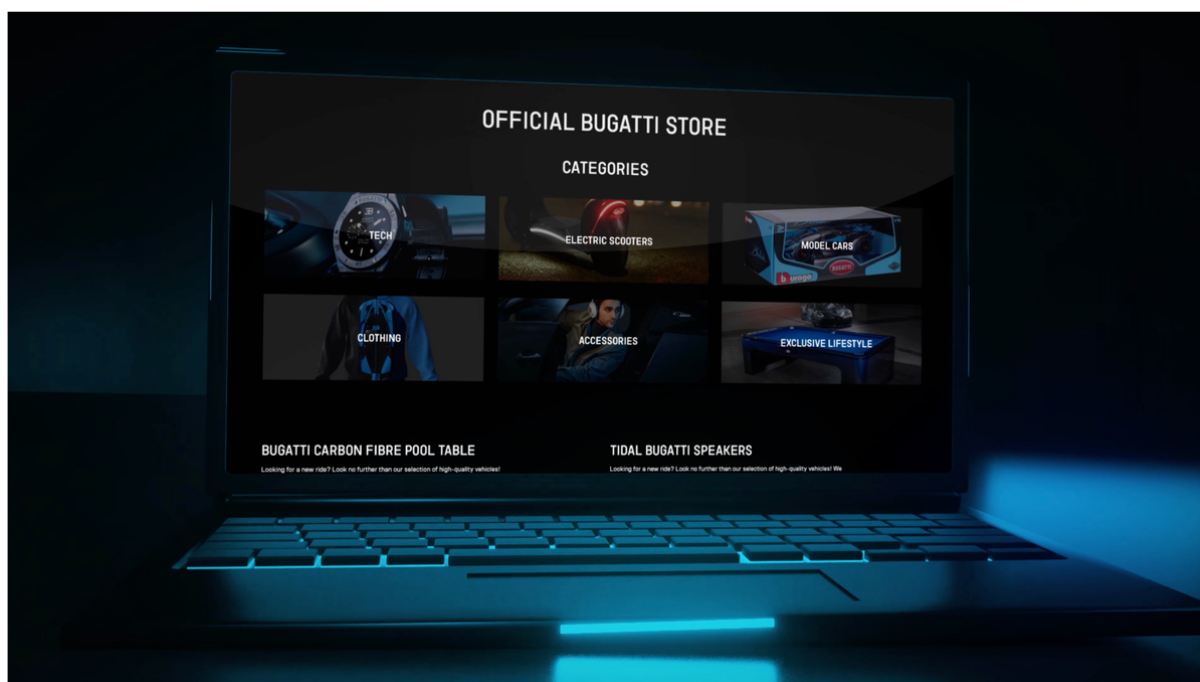 OFFICIAL BUGATTI STORE
CATEGORIES
TECH
ELECTRIC SCOOTERS
MODEL CARS
BUGATTI
burago
CLOTHING
ACCESSORIES
EXCLUSIVE LIFESTYLE
BUGATTI CARBON FIBRE POOL TABLE
TIDAL BUGATTI SPEAKERS
Looking for a new ride? Look no further than our selection of high-quality vehicles!
Looking for a new ride? Look no further than our selection of high-quality vehicles! We